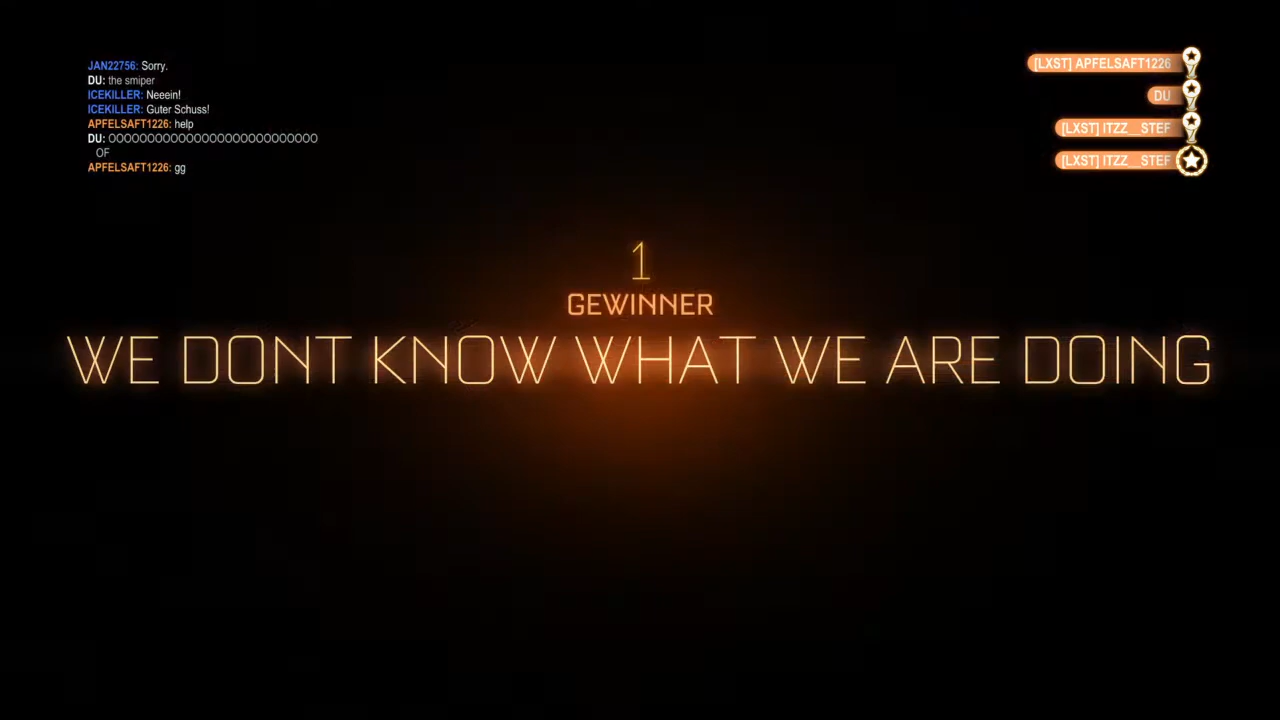 JAN22756: Sorry.
DU: the smiper
ICEKILLER: Neeein!
ICEKILLER: Guter Schuss!
APFELSAFT1226: help
DU: OOOOOOOOOOOOOOOOOOOOOOOOOOO
OF
APFELSAFT1226: gg
[LXST] APFELSAFT1226
DU
[LXST] ITZZ__STEF
[LXST] ITZZ__STEF
1
GEWINNER
WE DONT KNOW WHAT WE ARE DOING